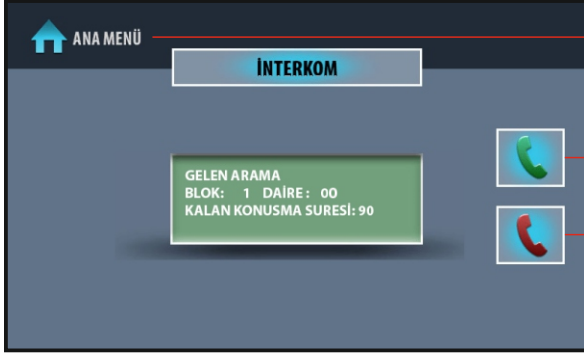 ANA MENÜ
İNTERKOM
GELEN ARAMA
BLOK: 1 DAİRE: 00
KALAN KONUSMA SURESİ: 90